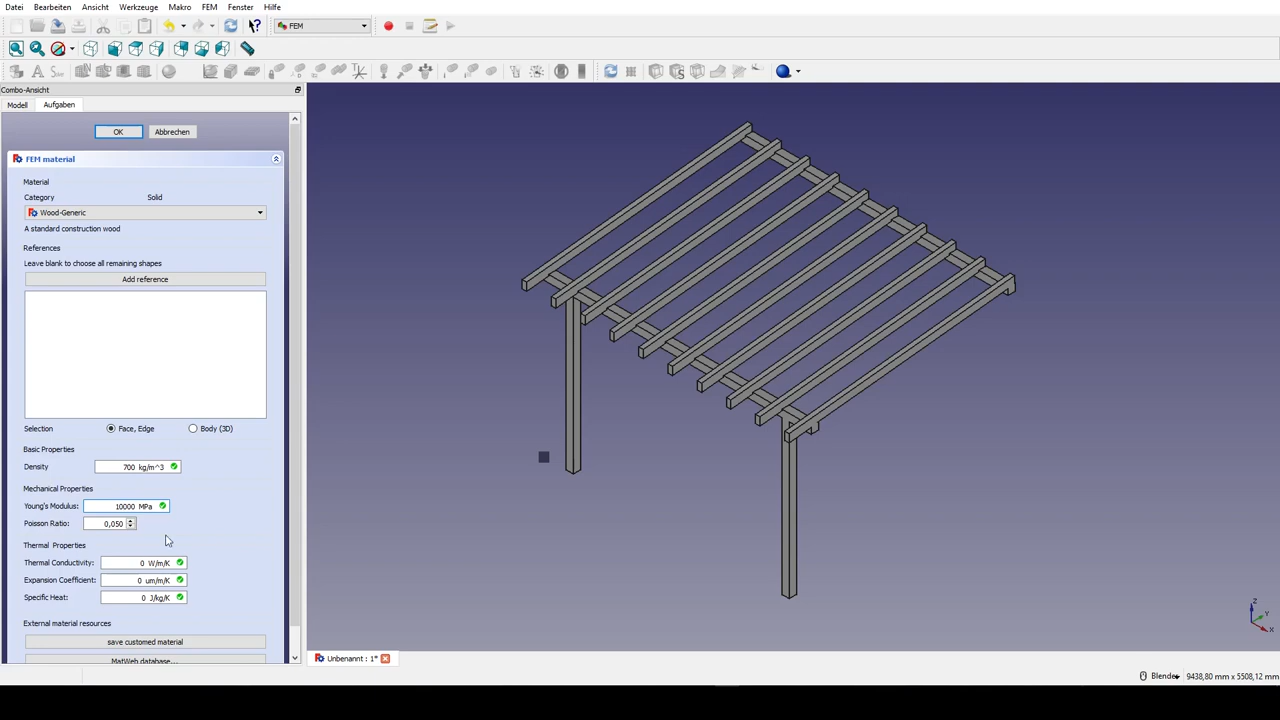 Datei Bearbeiten Ansicht Werkzeuge Makro FEM Fenster Hilfe
FEM
Combo-Ansicht
Modell Aufgaben
OK Abbrechen
FEM material
Material
Category Solid
Wood-Generic
A standard construction wood
References
Leave blank to choose all remaining shapes
Add reference
Selection Face, Edge Body (3D)
Basic Properties
Density 700 kg/m^3
Mechanical Properties
Young's Modulus: 10000 MPa
Poisson Ratio: 0,050
Thermal Properties
Thermal Conductivity: 0 W/m/K
Expansion Coefficient: 0 um/m/K
Specific Heat: 0 J/kg/K
External material resources
save customed material
MatWeb database...
Unbenannt : 1*
Z
Y
X
Blender 9438,80 mm x 5508,12 mm